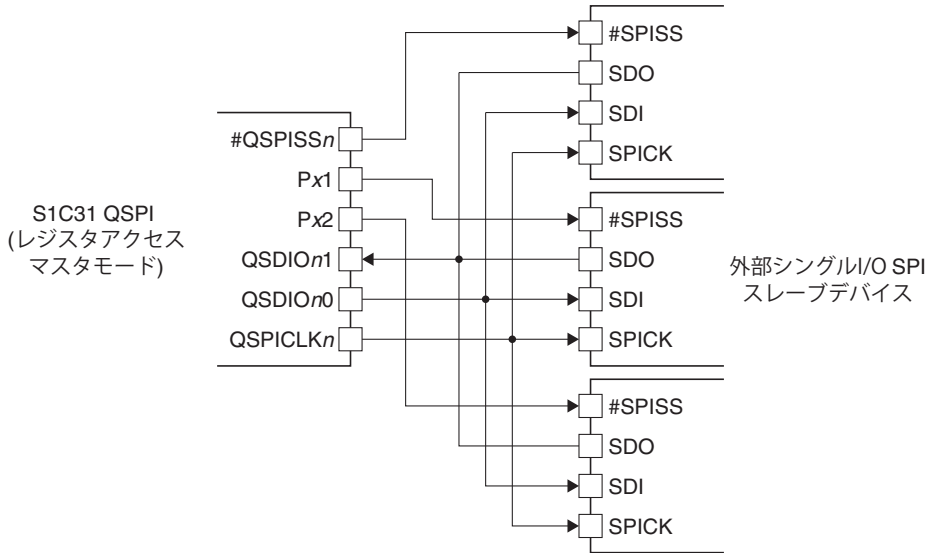 S1C31 QSPI
(レジスタアクセス
マスタモード)
#QSPISSn
Px1
Px2
QSDIOn1
QSDIOn0
QSPICLKn
#SPISS
SDO
SDI
SPICK
#SPISS
SDO
SDI
SPICK
#SPISS
SDO
SDI
SPICK
外部シングルI/O SPI
スレーブデバイス